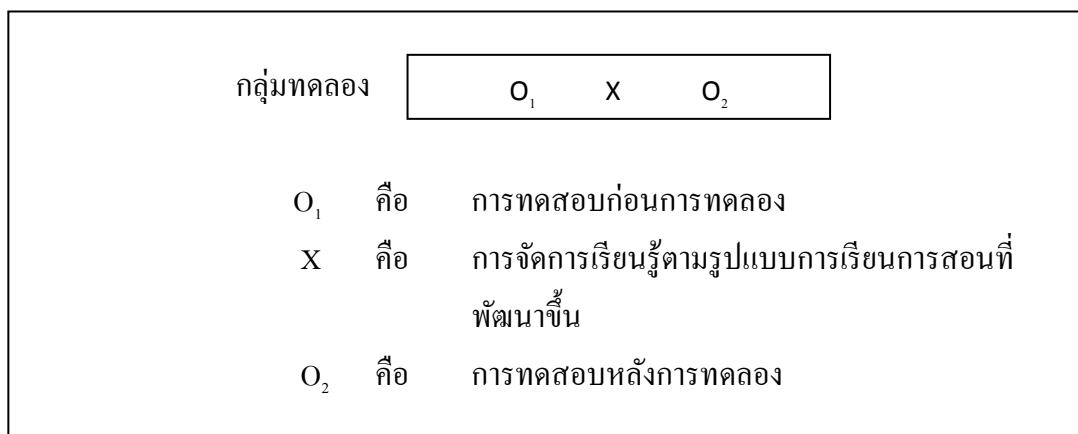 กลุ่มทดลอง O₁ X O₂
O₁ คือ การทดสอบก่อนการทดลอง
X คือ การจัดการเรียนรู้ตามรูปแบบการเรียนการสอนที่
พัฒนาขึ้น
O₂ คือ การทดสอบหลังการทดลอง